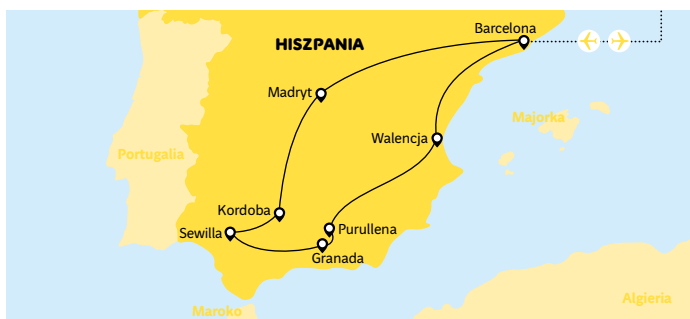 Barcelona
HISZPANIA
Madryt
Majorka
Walencja
Portugalia
Kordoba
Sewilla
Purullena
Granada
Algieria
Maroko